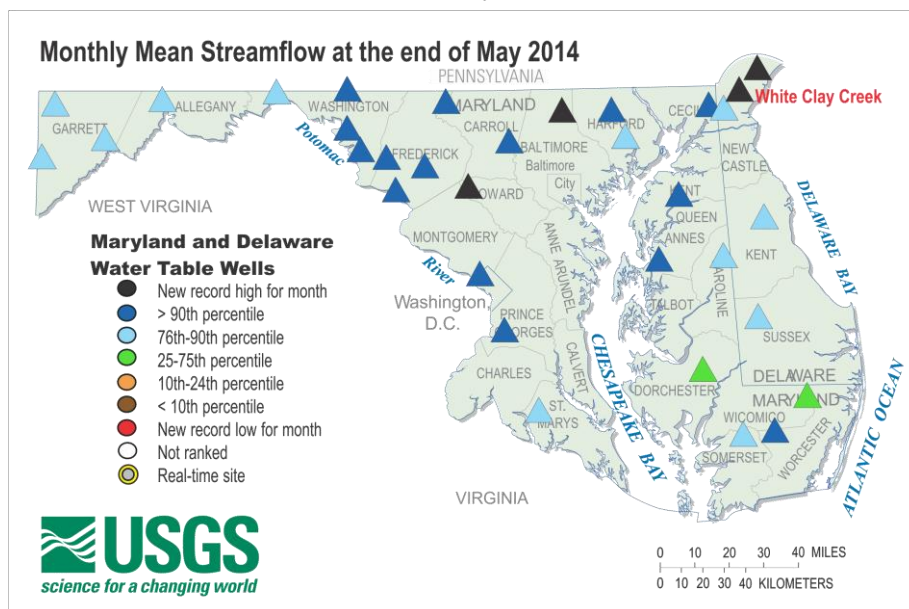 Monthly Mean Streamflow at the end of May 2014
PENNSYLVANIA
GARRETT
ALLEGANY
WASHINGTON
MARYLAND
CARROLL
HARFORD
CECIL
White Clay Creek
Potomac
FREDERICK
BALTIMORE
Baltimore
City
NEW
CASTLE
WEST VIRGINIA
HOWARD
KENT
QUEEN
ANNES
DELAWARE BAY
MONTGOMERY
ANNE ARUNDEL
KENT
River
TALBOT
CAROLINE
Washington,
D.C.
PRINCE
GEORGES
SUSSEX
CALVERT
CHARLES
CHESAPEAKE BAY
DORCHESTER
DELAWARE
MARYLAND
ST.
MARYS
WICOMICO
SOMERSET
WORCESTER
ATLANTIC OCEAN
VIRGINIA
Maryland and Delaware
Water Table Wells
New record high for month
> 90th percentile
76th-90th percentile
25-75th percentile
10th-24th percentile
< 10th percentile
New record low for month
Not ranked
Real-time site
USGS
science for a changing world
0 10 20 30 40 MILES
0 10 20 30 40 KILOMETERS